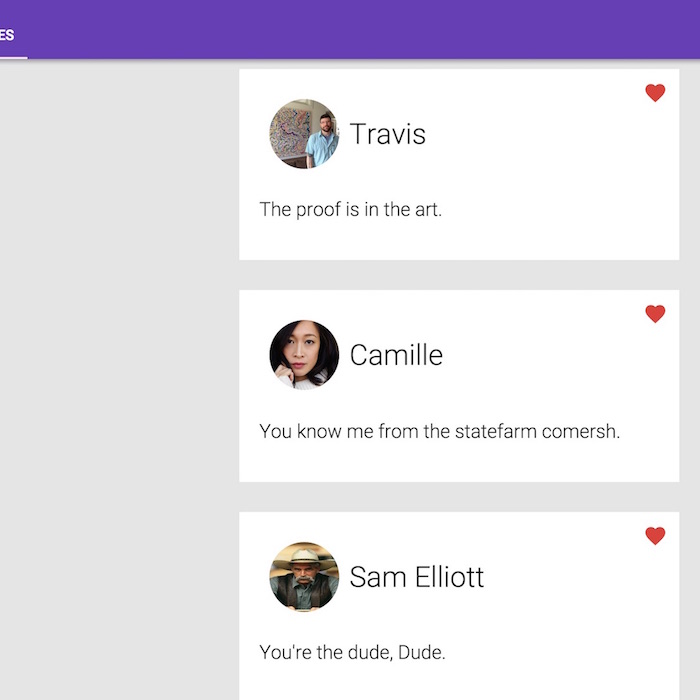 ES
Travis
The proof is in the art.
Camille
You know me from the statefarm comersh.
Sam Elliott
You're the dude, Dude.